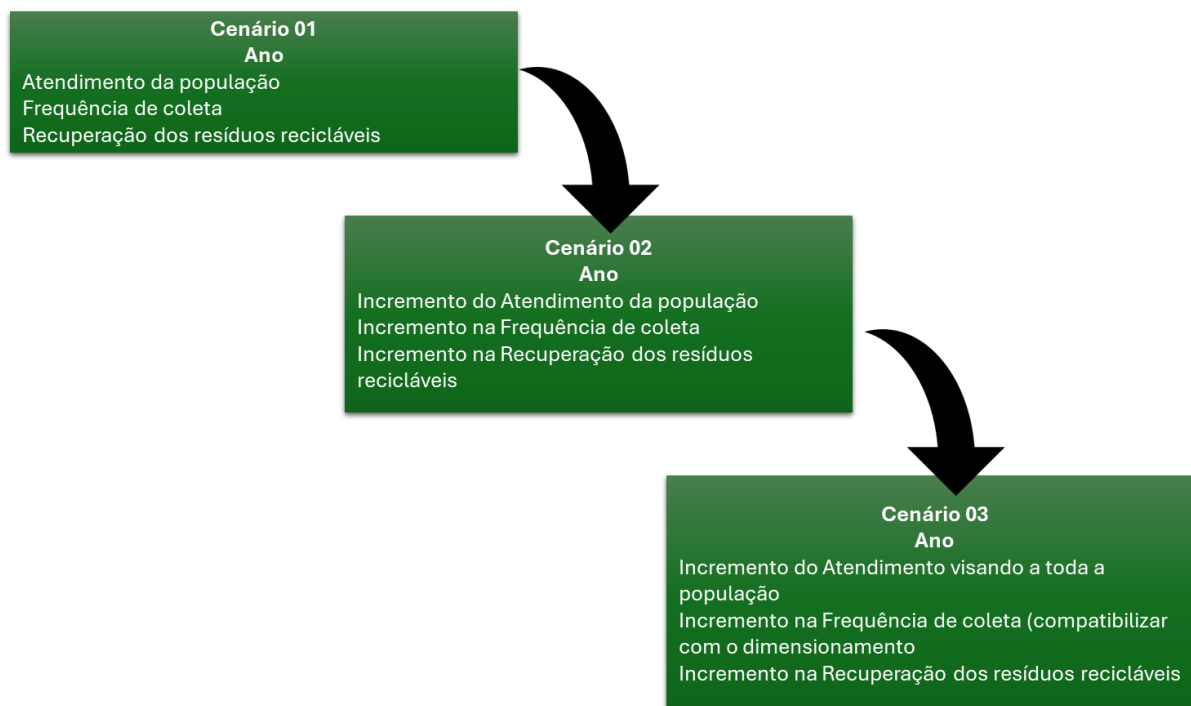 Cenário 01
Ano
Atendimento da população
Frequência de coleta
Recuperação dos resíduos recicláveis
Cenário 02
Ano
Incremento do Atendimento da população
Incremento na Frequência de coleta
Incremento na Recuperação dos resíduos
recicláveis
Cenário 03
Ano
Incremento do Atendimento visando a toda a
população
Incremento na Frequência de coleta (compatibilizar
com o dimensionamento
Incremento na Recuperação dos resíduos recicláveis